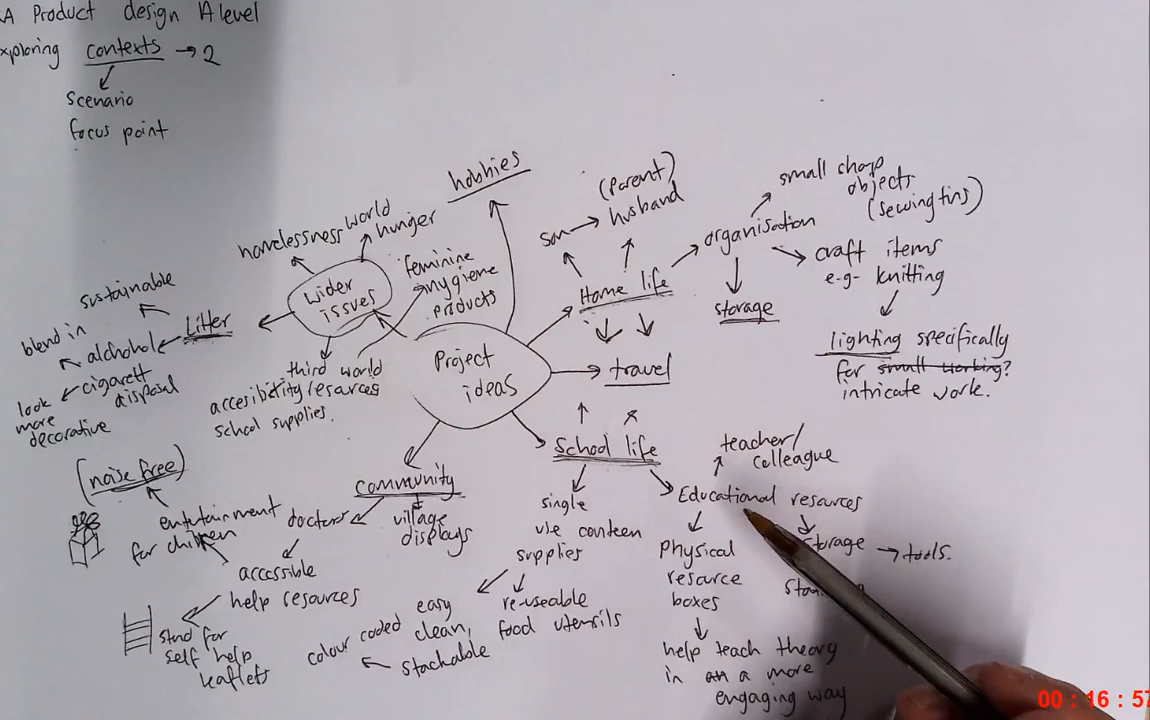 A Product design A level
xploring contexts → 2
scenario
focus point
hobbies
(parent)
son → husband
small cheap
objects
(sewing tins)
organisation
craft items
e-g- knitting
storage
lighting specifically
for small working?
intricate work.
Home life
homelessness
world
hunger
feminine
hygiene
products
wider
issues
sustainable
Litter
blend in
alchohol
cigarett
disposal
look
more
decorative
third world
accesibility resources
school supplies.
Project
ideas
travel
School life
teacher/
colleague
Educational resources
storage → tools.
Physical
resource
boxes
help teach theory
in an a more
engaging way
single
use canteen
supplies
easy
clean,
re-useable
food utensils
colour coded
stackable
community
village
displays
doctors
accessible
help resources
stand for
self help
leaflets
entertainment
for children
(noise free)
00:16:57